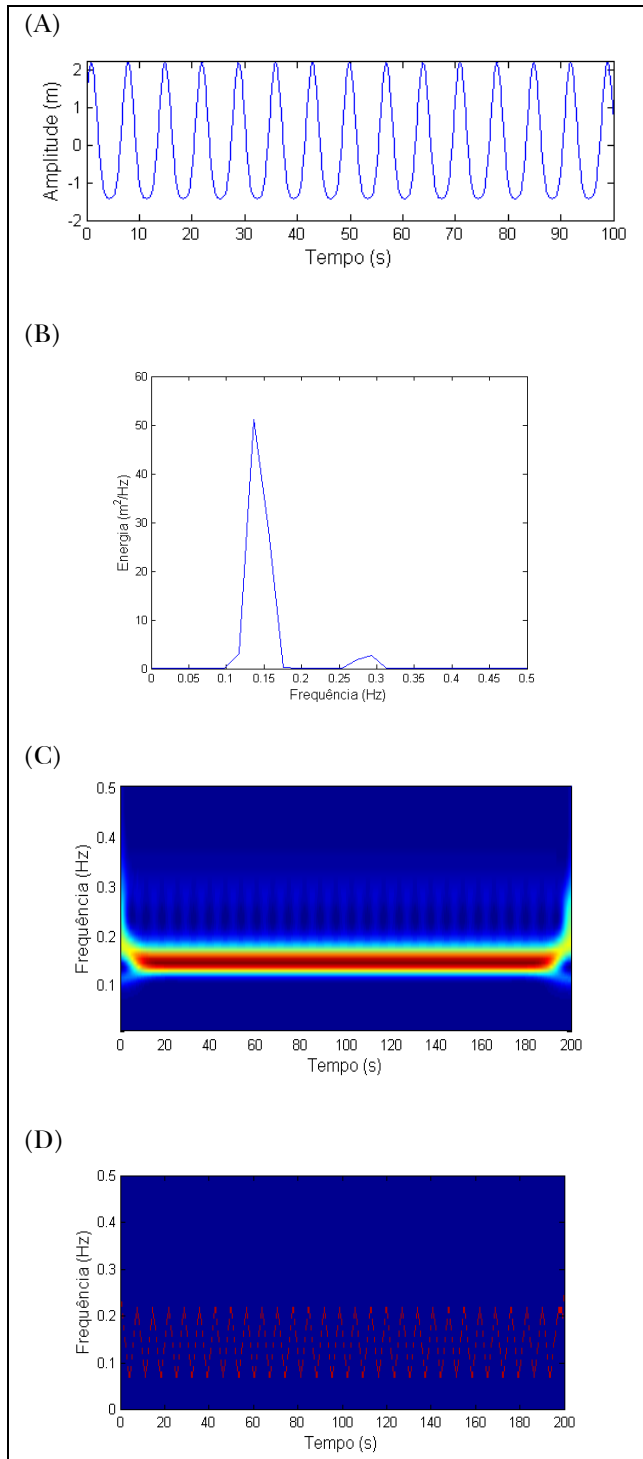 (A)
Amplitude (m)
2
1
0
-1
-2
0 10 20 30 40 50 60 70 80 90 100
Tempo (s)
(B)
Energia (m²/Hz)
60
50
40
30
20
10
0
0 0.05 0.1 0.15 0.2 0.25 0.3 0.35 0.4 0.45 0.5
Frequência (Hz)
(C)
Frequência (Hz)
0.5
0.4
0.3
0.2
0.1
0 20 40 60 80 100 120 140 160 180 200
Tempo (s)
(D)
Frequência (Hz)
0.5
0.4
0.3
0.2
0.1
0
0 20 40 60 80 100 120 140 160 180 200
Tempo (s)